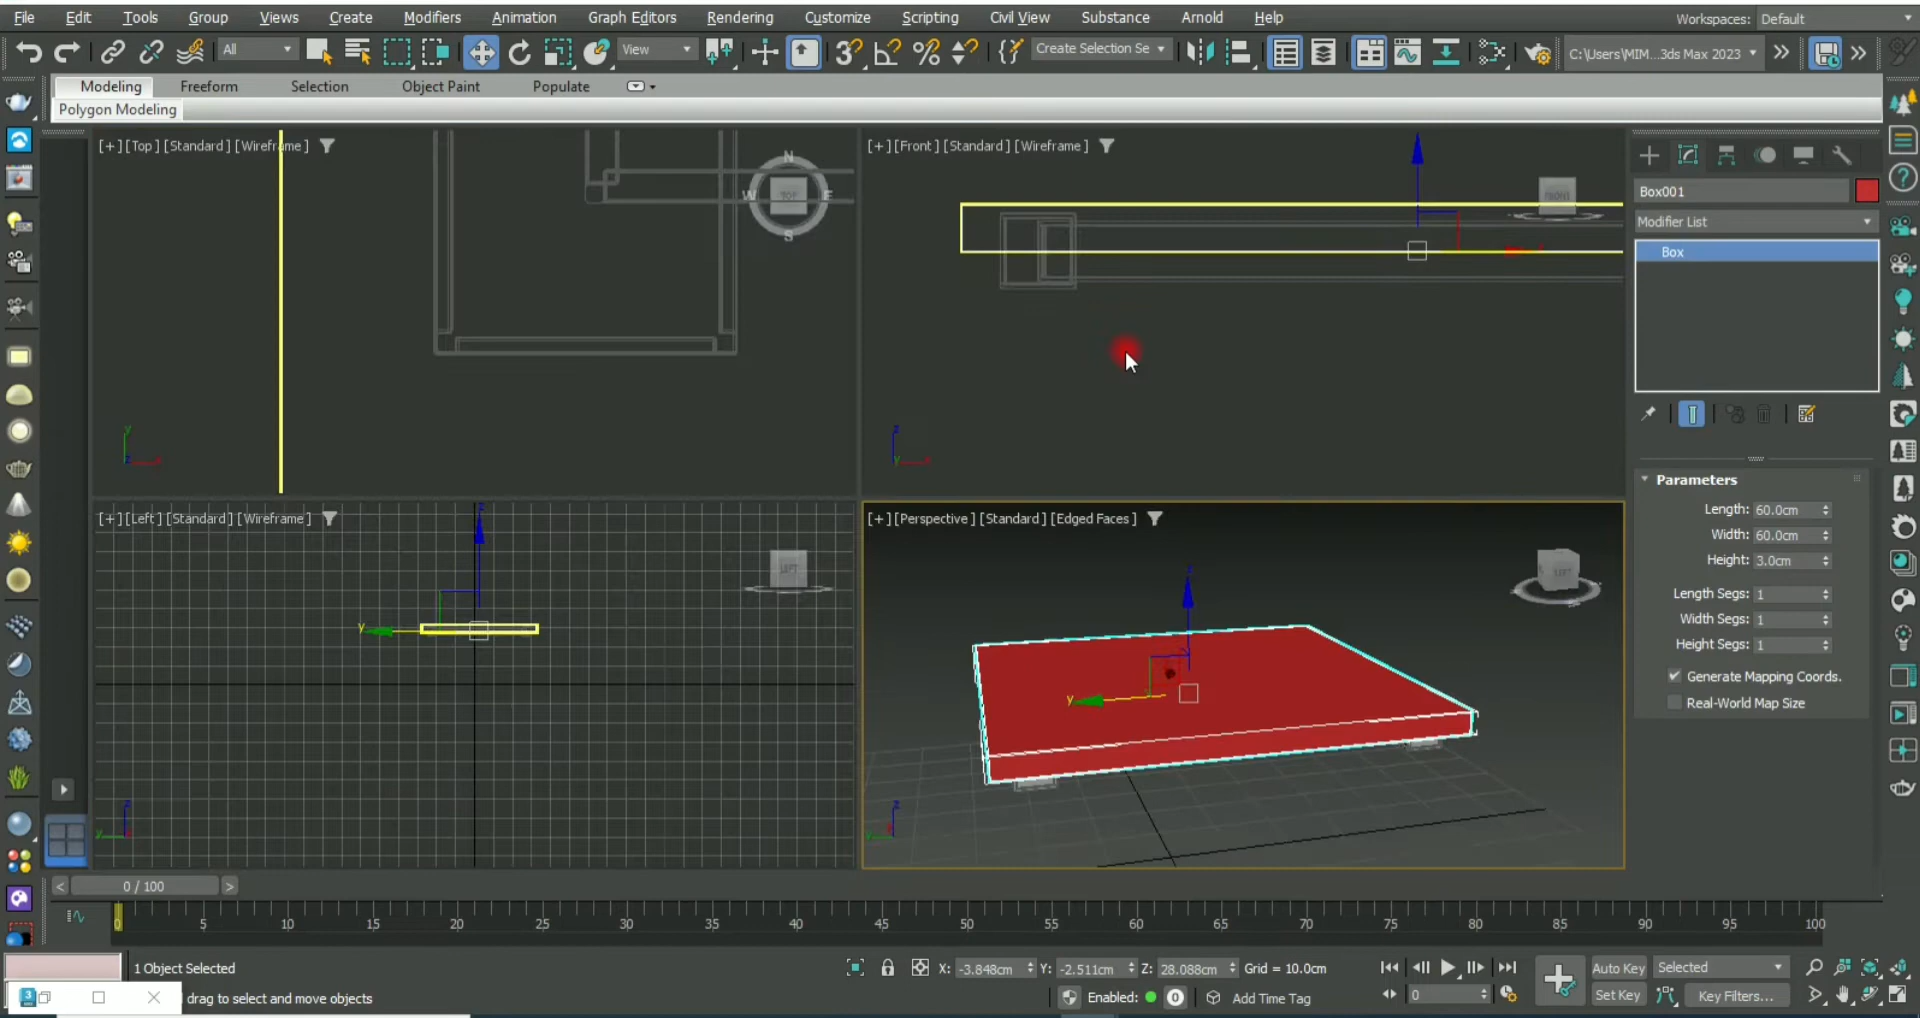 File Edit Tools Group Views Create Modifiers Animation Graph Editors Rendering Customize Scripting Civil View Substance Arnold Help Workspaces: Default
All View Create Selection Se C:\Users\MIM...3ds Max 2023
Modeling Freeform Selection Object Paint Populate
Polygon Modeling
[+] [Top] [Standard] [Wireframe]
N
W TOP E
S
y
z x
[+] [Front] [Standard] [Wireframe]
FRONT
x
z
y x
Box001
Modifier List
Box
Parameters
Length: 60.0cm
Width: 60.0cm
Height: 3.0cm
Length Segs: 1
Width Segs: 1
Height Segs: 1
Generate Mapping Coords.
Real-World Map Size
[+] [Left] [Standard] [Wireframe]
z
LEFT
y
z
y x
[+] [Perspective] [Standard] [Edged Faces]
z
LEFT
y
z
y x
< 0 / 100 >
0 5 10 15 20 25 30 35 40 45 50 55 60 65 70 75 80 85 90 95 100
1 Object Selected X: -3.848cm Y: -2.511cm Z: 28.088cm Grid = 10.0cm Auto Key Selected
3 drag to select and move objects Enabled: 0 Add Time Tag 0 Set Key Key Filters...